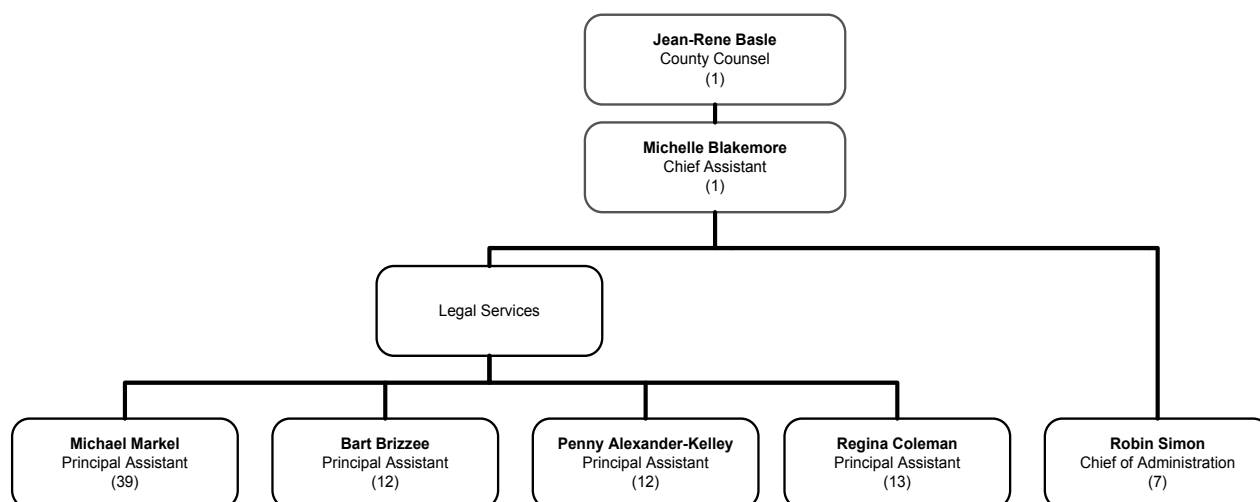 Jean-Rene Basle
County Counsel
(1)
Michelle Blakemore
Chief Assistant
(1)
Legal Services
Michael Markel
Principal Assistant
(39)
Bart Brizzee
Principal Assistant
(12)
Penny Alexander-Kelley
Principal Assistant
(12)
Regina Coleman
Principal Assistant
(13)
Robin Simon
Chief of Administration
(7)